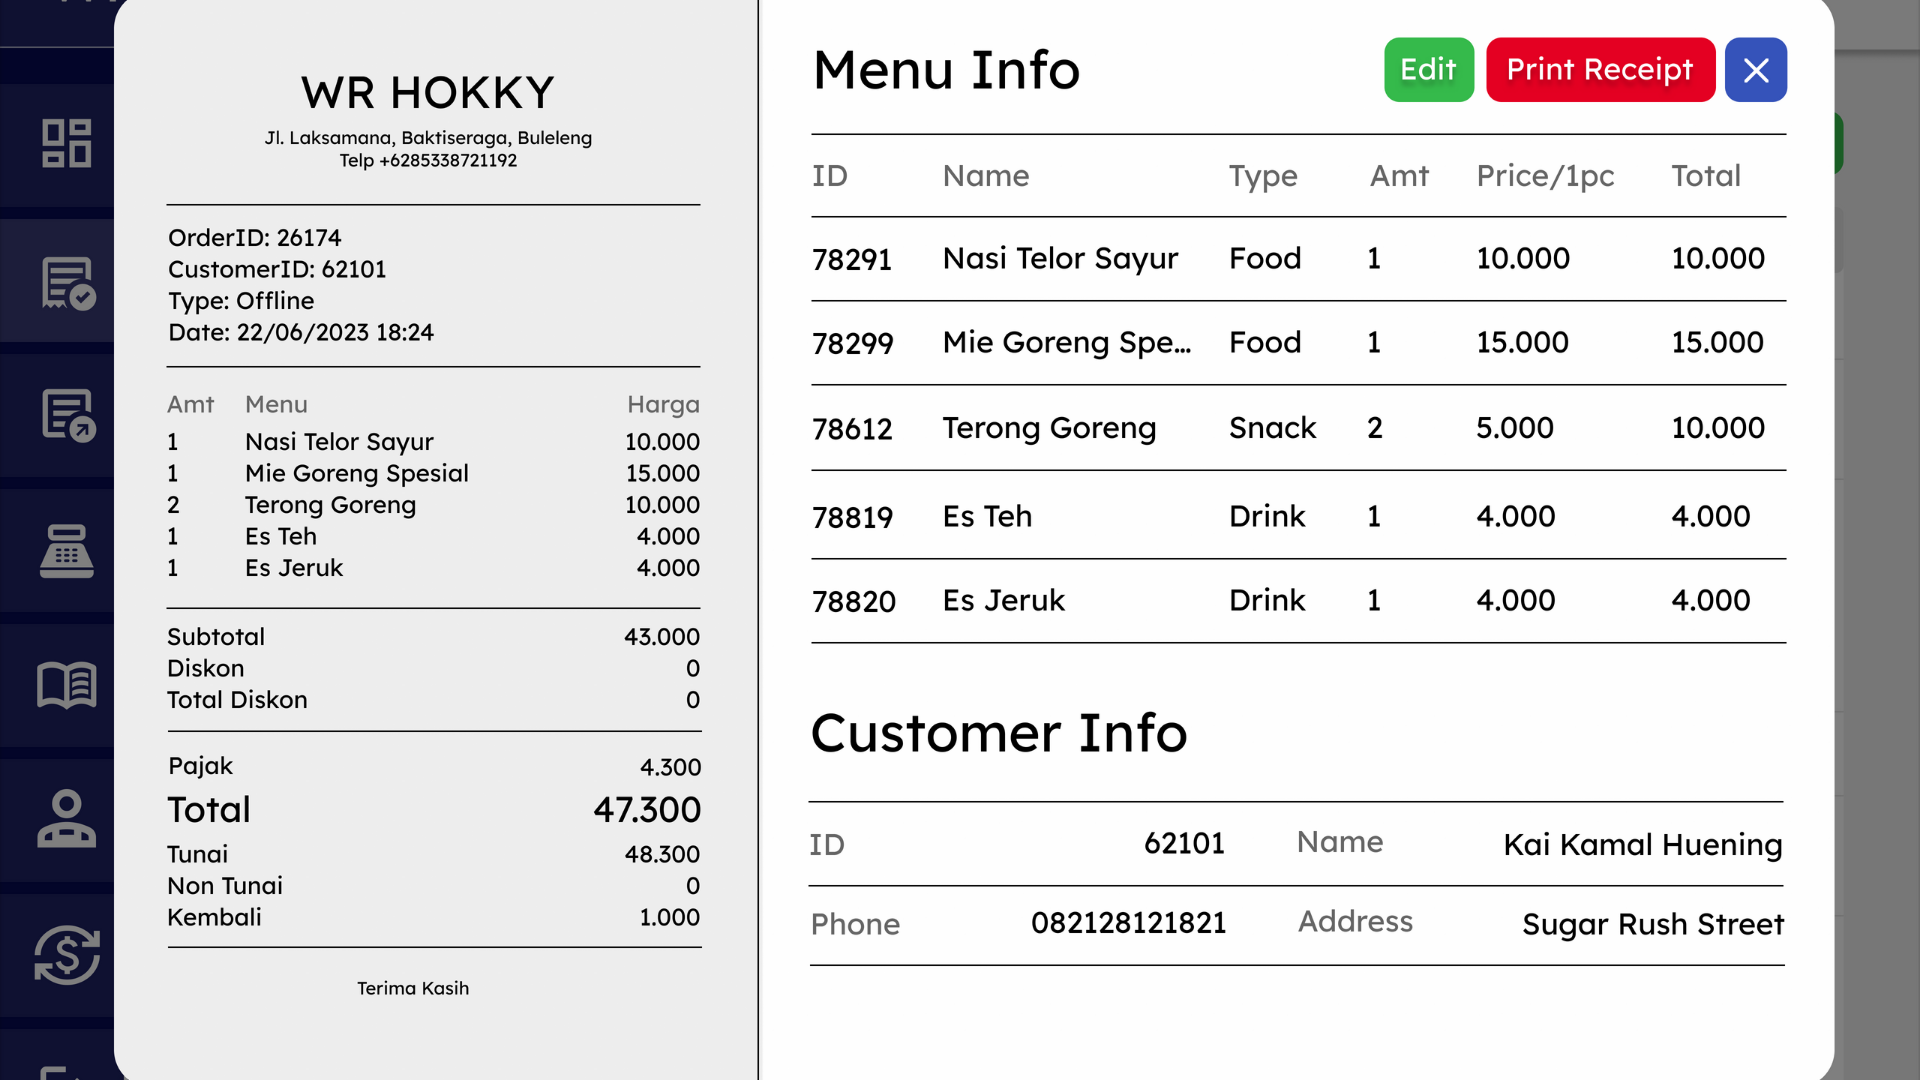 WR HOKKY
Jl. Laksamana, Baktiseraga, Buleleng
Telp +6285338721192
OrderID: 26174
CustomerID: 62101
Type: Offline
Date: 22/06/2023 18:24
Amt Menu Harga
1 Nasi Telor Sayur 10.000
1 Mie Goreng Spesial 15.000
2 Terong Goreng 10.000
1 Es Teh 4.000
1 Es Jeruk 4.000
Subtotal 43.000
Diskon 0
Total Diskon 0
Pajak 4.300
Total 47.300
Tunai 48.300
Non Tunai 0
Kembali 1.000
Terima Kasih
Menu Info
Edit Print Receipt
ID Name Type Amt Price/1pc Total
78291 Nasi Telor Sayur Food 1 10.000 10.000
78299 Mie Goreng Spe... Food 1 15.000 15.000
78612 Terong Goreng Snack 2 5.000 10.000
78819 Es Teh Drink 1 4.000 4.000
78820 Es Jeruk Drink 1 4.000 4.000
Customer Info
ID 62101 Name Kai Kamal Huening
Phone 082128121821 Address Sugar Rush Street